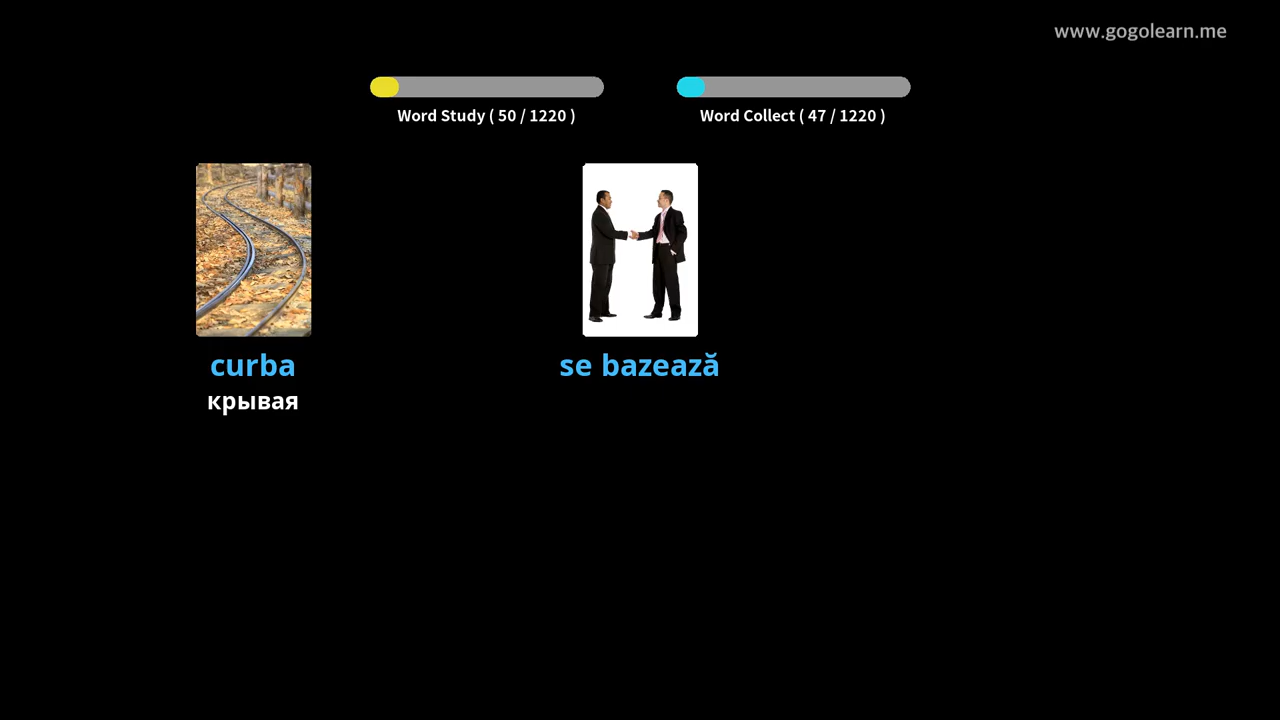 www.gogolearn.me
Word Study ( 50 / 1220 )
Word Collect ( 47 / 1220 )
curba
крывая
se bazează